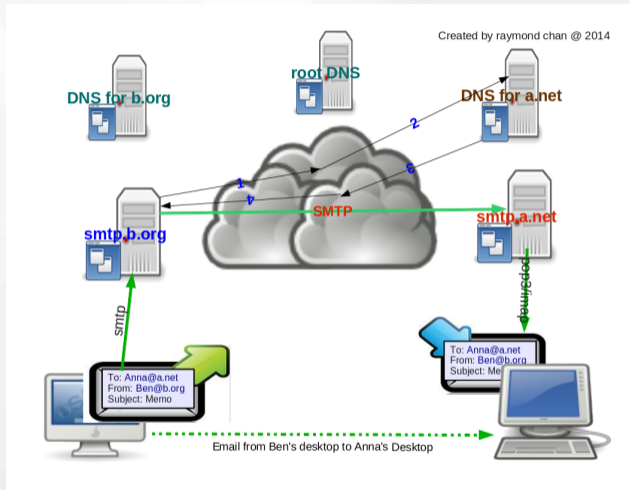 Created by raymond chan @ 2014
root DNS
DNS for b.org
DNS for a.net
2
3
1
4
SMTP
smtp.b.org
smtp.a.net
smtp
pop3/imap
To: Anna@a.net
From: Ben@b.org
Subject: Memo
To: Anna@a.net
From: Ben@b.org
Subject: Me
Email from Ben's desktop to Anna's Desktop